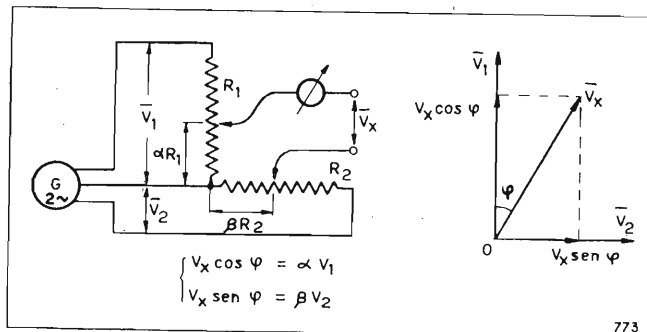 V̅1
R1
αR1
V̅x
G
2~
V̅2
R2
βR2
Vx cos φ = α V1
Vx sen φ = β V2
V̅1
V̅x
Vx cos φ
φ
V̅2
O
Vx sen φ
773